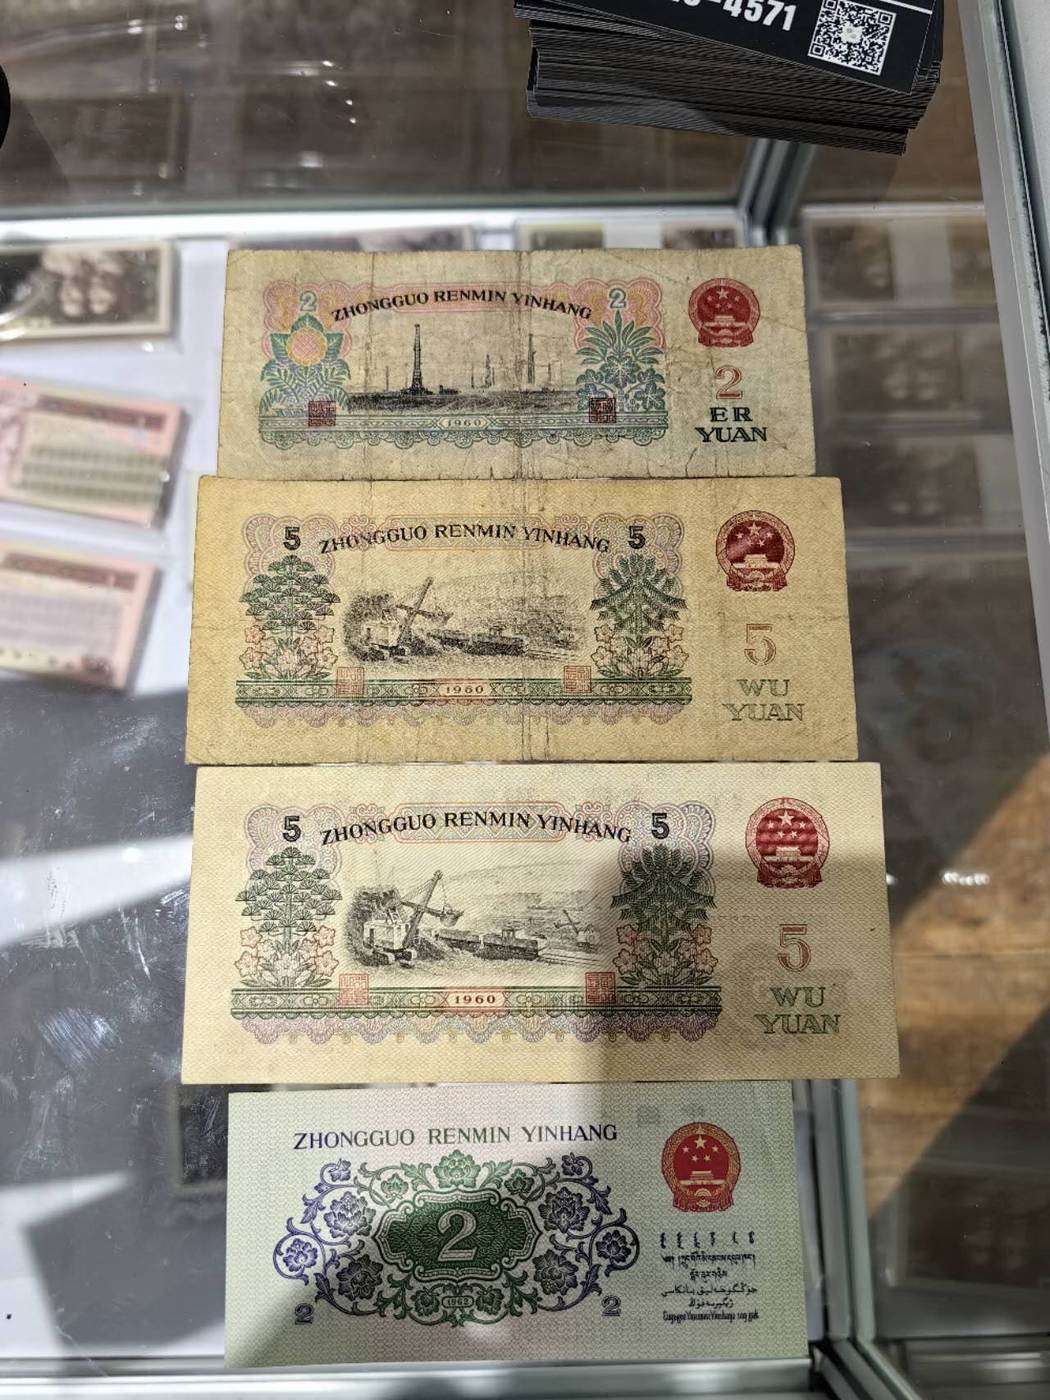 -4571
2 ZHONGGUO RENMIN YINHANG 2
2
ER
YUAN
1960
5 ZHONGGUO RENMIN YINHANG 5
5
WU
YUAN
1960
5 ZHONGGUO RENMIN YINHANG 5
5
WU
YUAN
1960
ZHONGGUO RENMIN YINHANG
2
2 1962 2